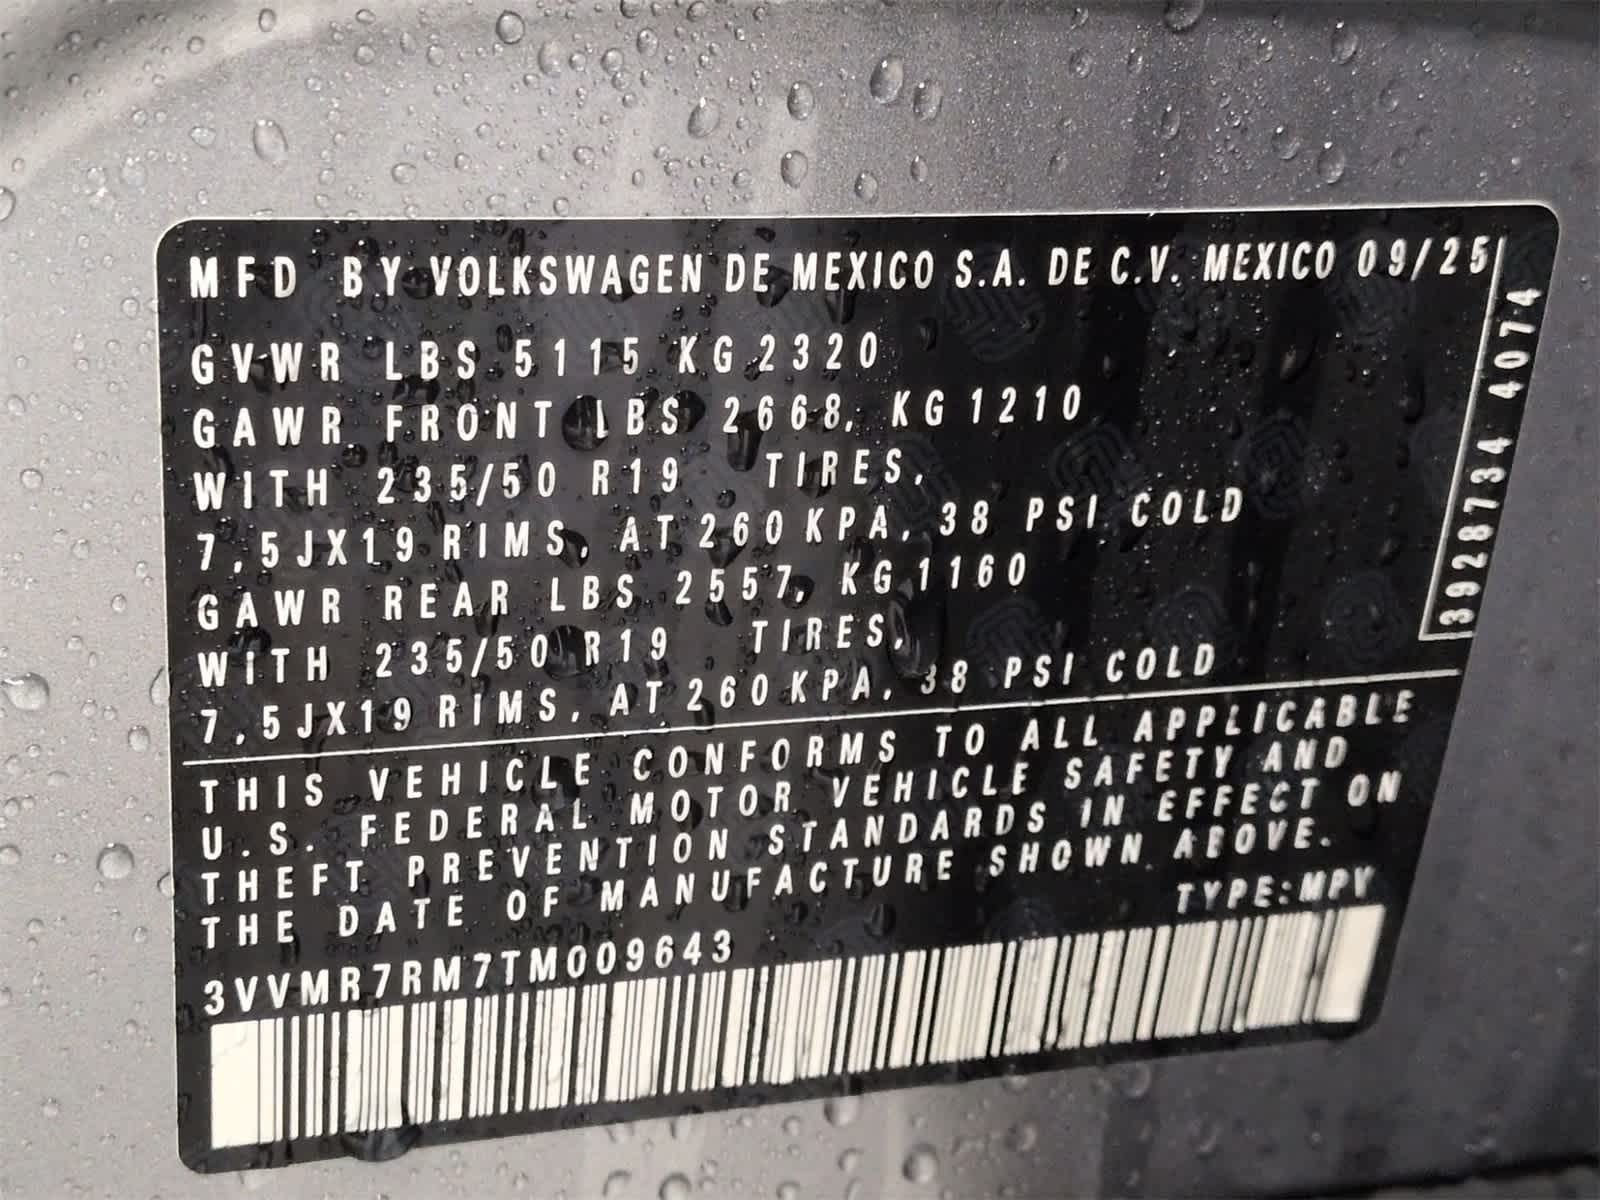 MFD BY VOLKSWAGEN DE MEXICO S.A. DE C.V. MEXICO 09/25
GVWR LBS 5115 KG 2320
GAWR FRONT LBS 2668, KG 1210
WITH 235/50 R19 TIRES,
7,5JX19 RIMS, AT 260 KPA, 38 PSI COLD
GAWR REAR LBS 2557, KG 1160
WITH 235/50 R19 TIRES,
7,5JX19 RIMS, AT 260 KPA, 38 PSI COLD
3928734 4074
THIS VEHICLE CONFORMS TO ALL APPLICABLE
U.S. FEDERAL MOTOR VEHICLE SAFETY AND
THEFT PREVENTION STANDARDS IN EFFECT ON
THE DATE OF MANUFACTURE SHOWN ABOVE.
TYPE:MPV
3VVMR7RM7TM009643